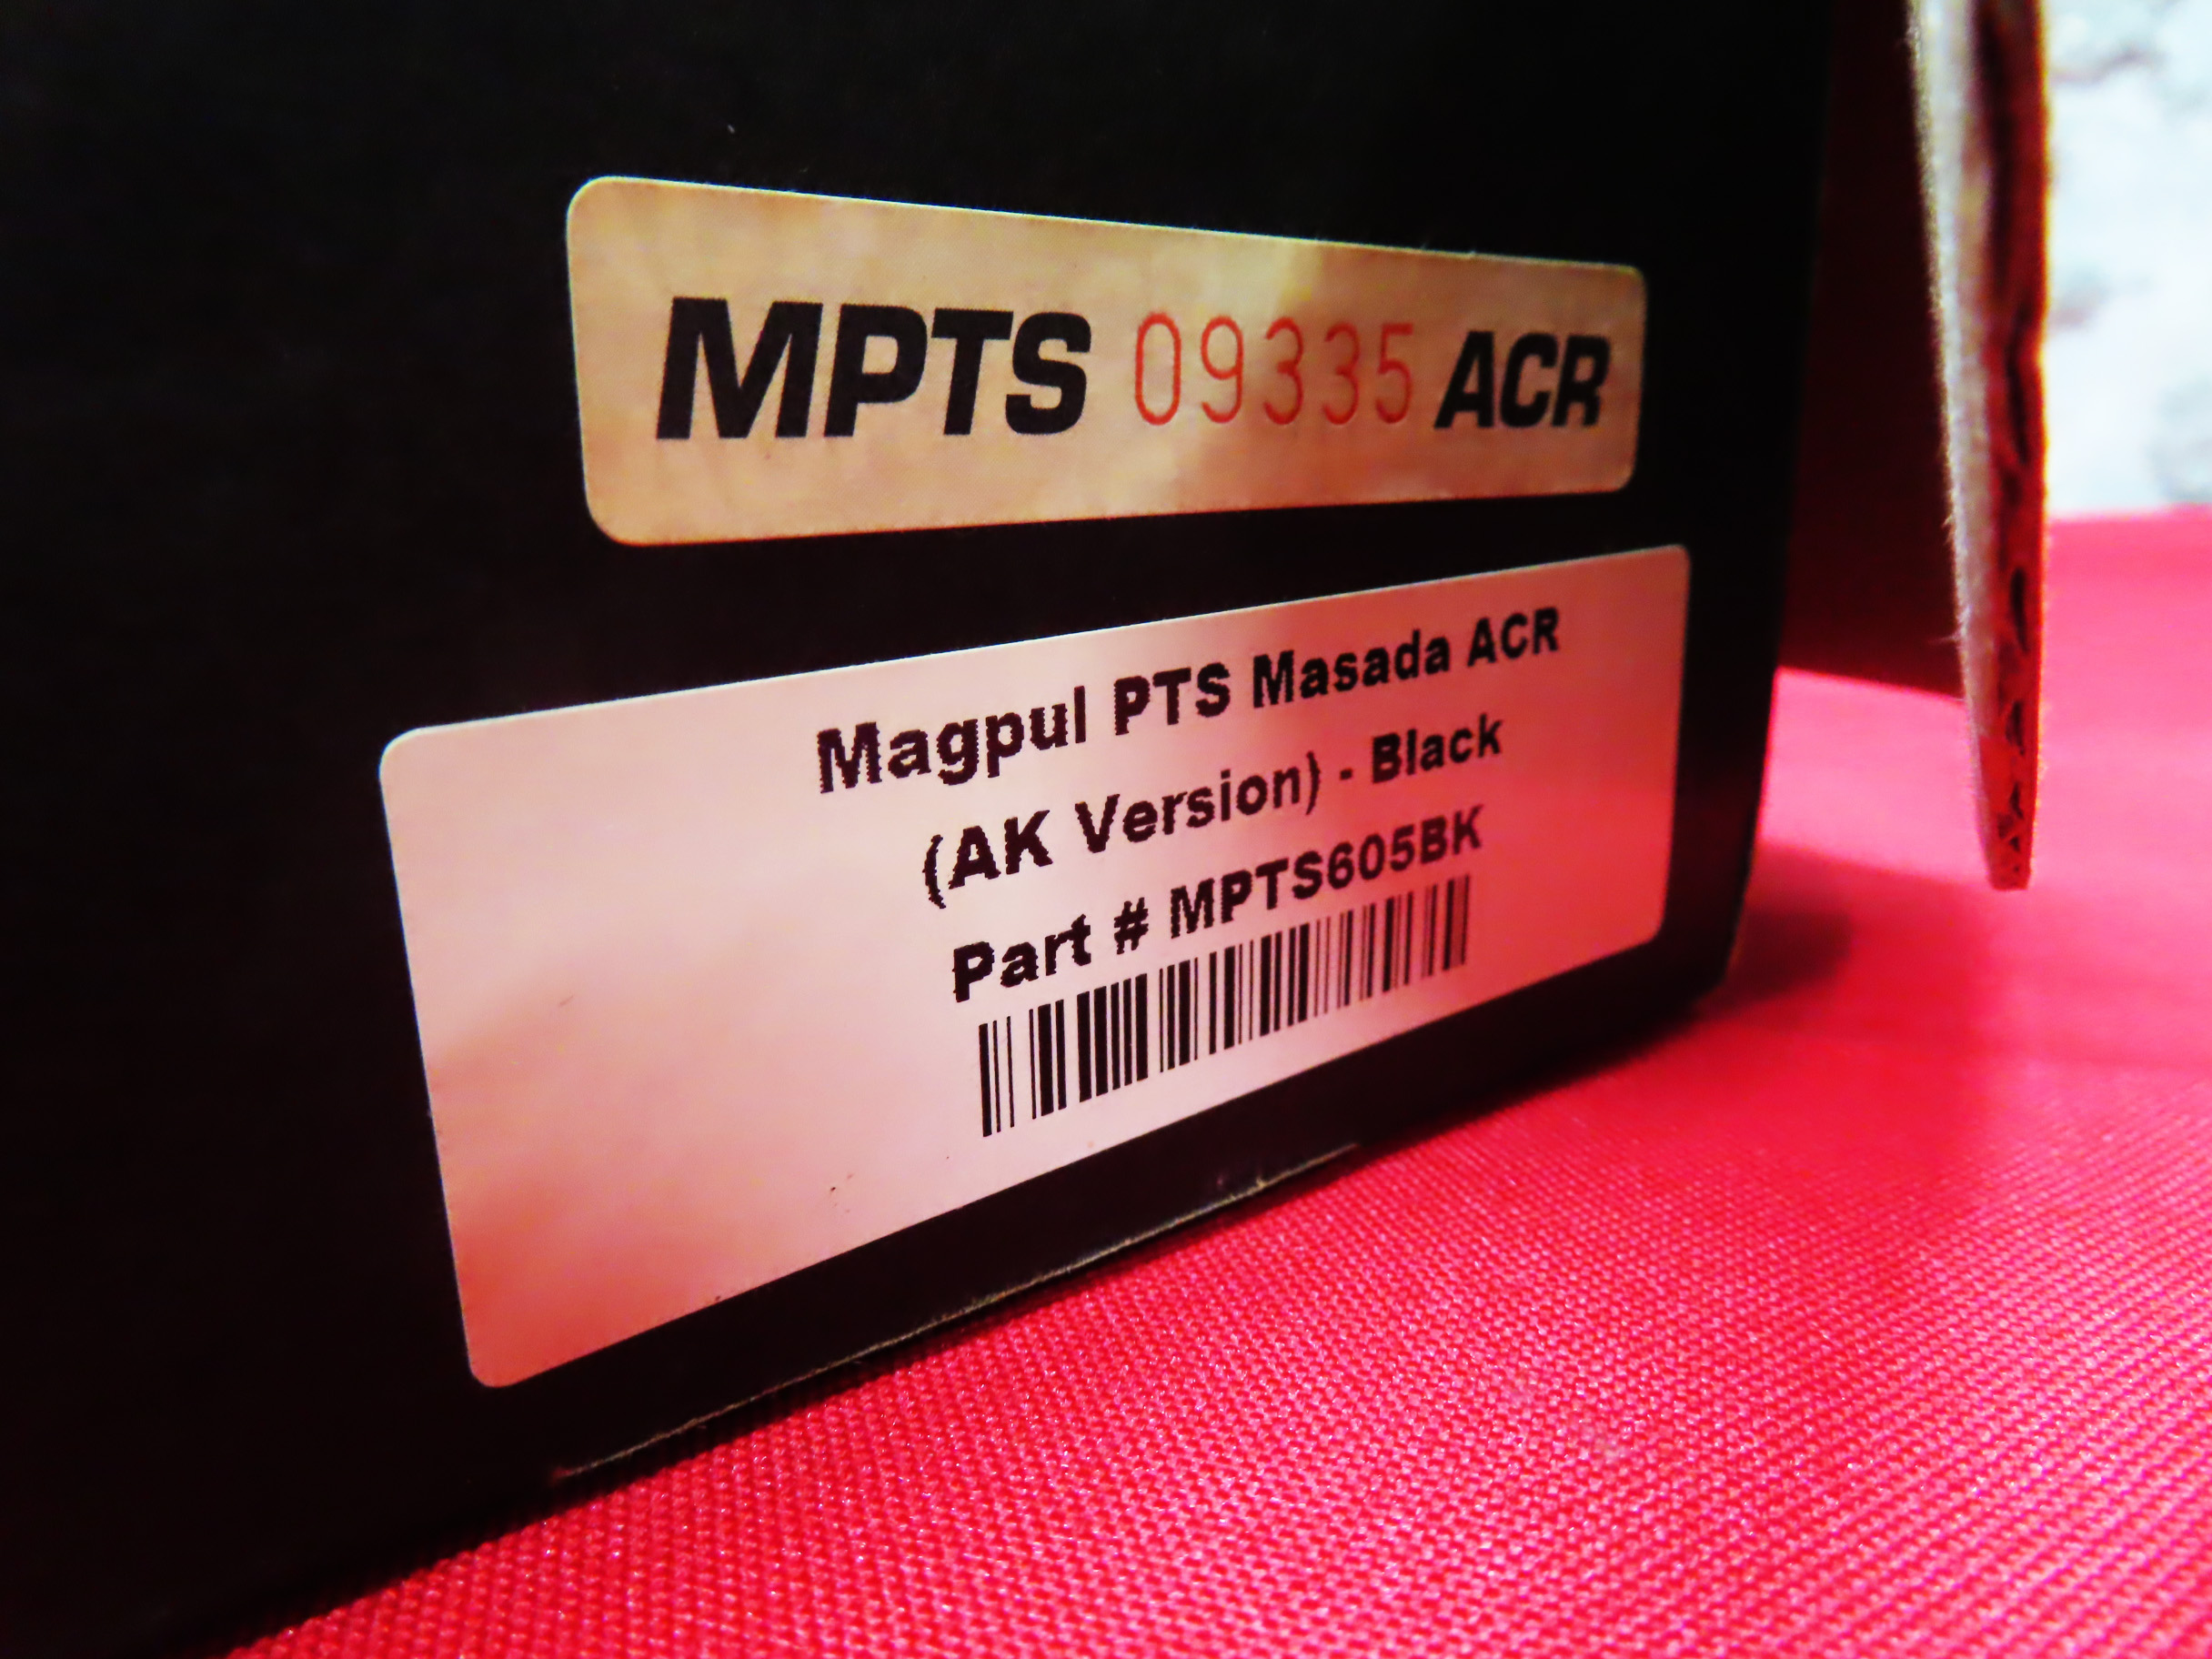 MPTS 09335 ACR
Magpul PTS Masada ACR
(AK Version) - Black
Part # MPTS605BK